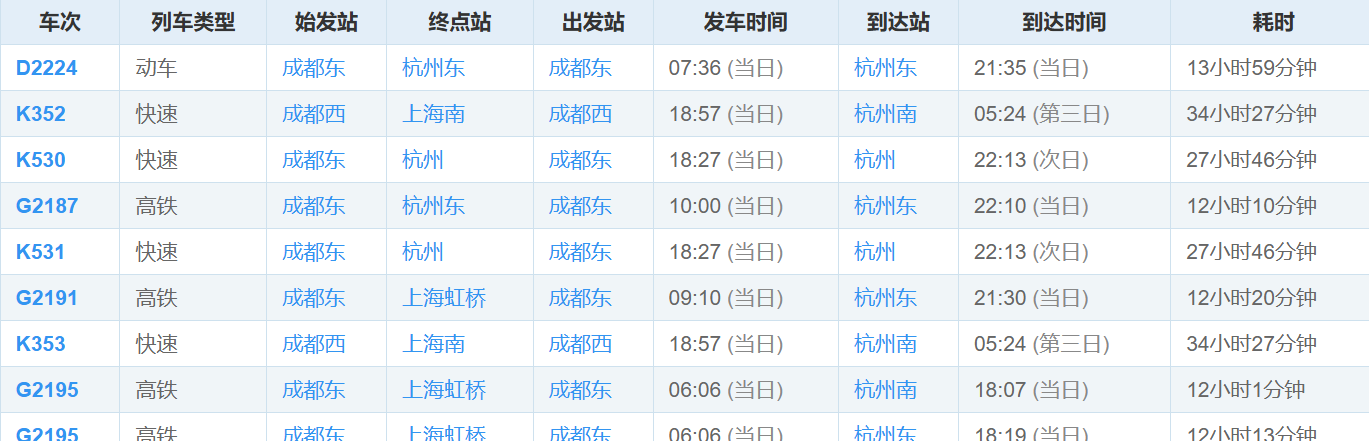 车次 列车类型 始发站 终点站 出发站 发车时间 到达站 到达时间 耗时
D2224 动车 成都东 杭州东 成都东 07:36 (当日) 杭州东 21:35 (当日) 13小时59分钟
K352 快速 成都西 上海南 成都西 18:57 (当日) 杭州南 05:24 (第三日) 34小时27分钟
K530 快速 成都东 杭州 成都东 18:27 (当日) 杭州 22:13 (次日) 27小时46分钟
G2187 高铁 成都东 杭州东 成都东 10:00 (当日) 杭州东 22:10 (当日) 12小时10分钟
K531 快速 成都东 杭州 成都东 18:27 (当日) 杭州 22:13 (次日) 27小时46分钟
G2191 高铁 成都东 上海虹桥 成都东 09:10 (当日) 杭州东 21:30 (当日) 12小时20分钟
K353 快速 成都西 上海南 成都西 18:57 (当日) 杭州南 05:24 (第三日) 34小时27分钟
G2195 高铁 成都东 上海虹桥 成都东 06:06 (当日) 杭州南 18:07 (当日) 12小时1分钟
G2195 高铁 成都东 上海虹桥 成都东 06:06 (当日) 杭州东 18:19 (当日) 12小时13分钟